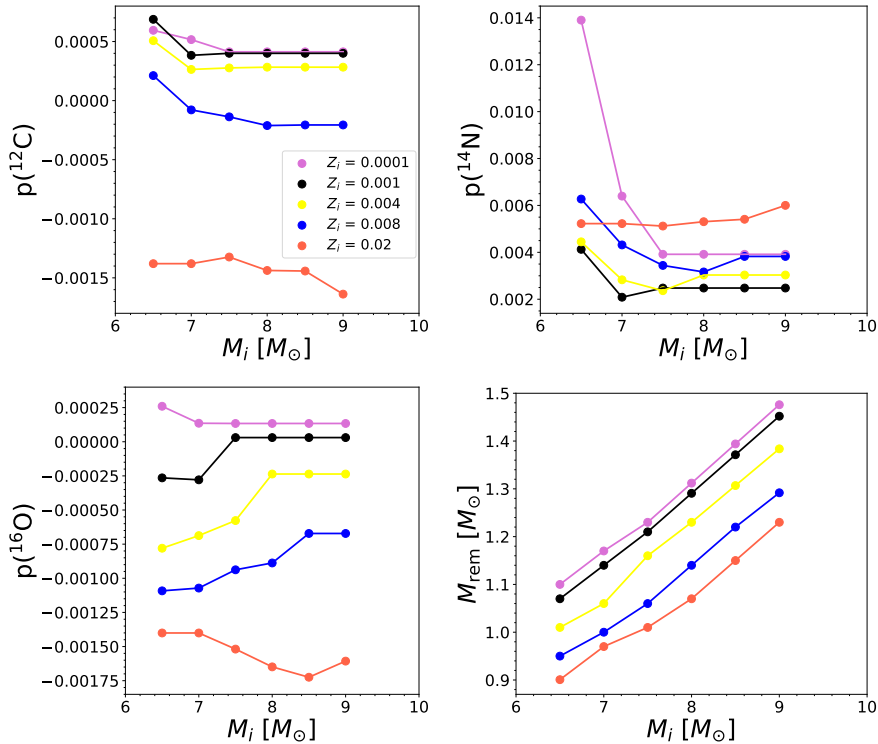 p(¹²C)
0.0005
0.0000
−0.0005
−0.0010
−0.0015
Zᵢ = 0.0001
Zᵢ = 0.001
Zᵢ = 0.004
Zᵢ = 0.008
Zᵢ = 0.02
6 7 8 9 10
Mᵢ [M⊙]
p(¹⁴N)
0.014
0.012
0.010
0.008
0.006
0.004
0.002
6 7 8 9 10
Mᵢ [M⊙]
p(¹⁶O)
0.00025
0.00000
−0.00025
−0.00050
−0.00075
−0.00100
−0.00125
−0.00150
−0.00175
6 7 8 9 10
Mᵢ [M⊙]
M_rem [M⊙]
1.5
1.4
1.3
1.2
1.1
1.0
0.9
6 7 8 9 10
Mᵢ [M⊙]